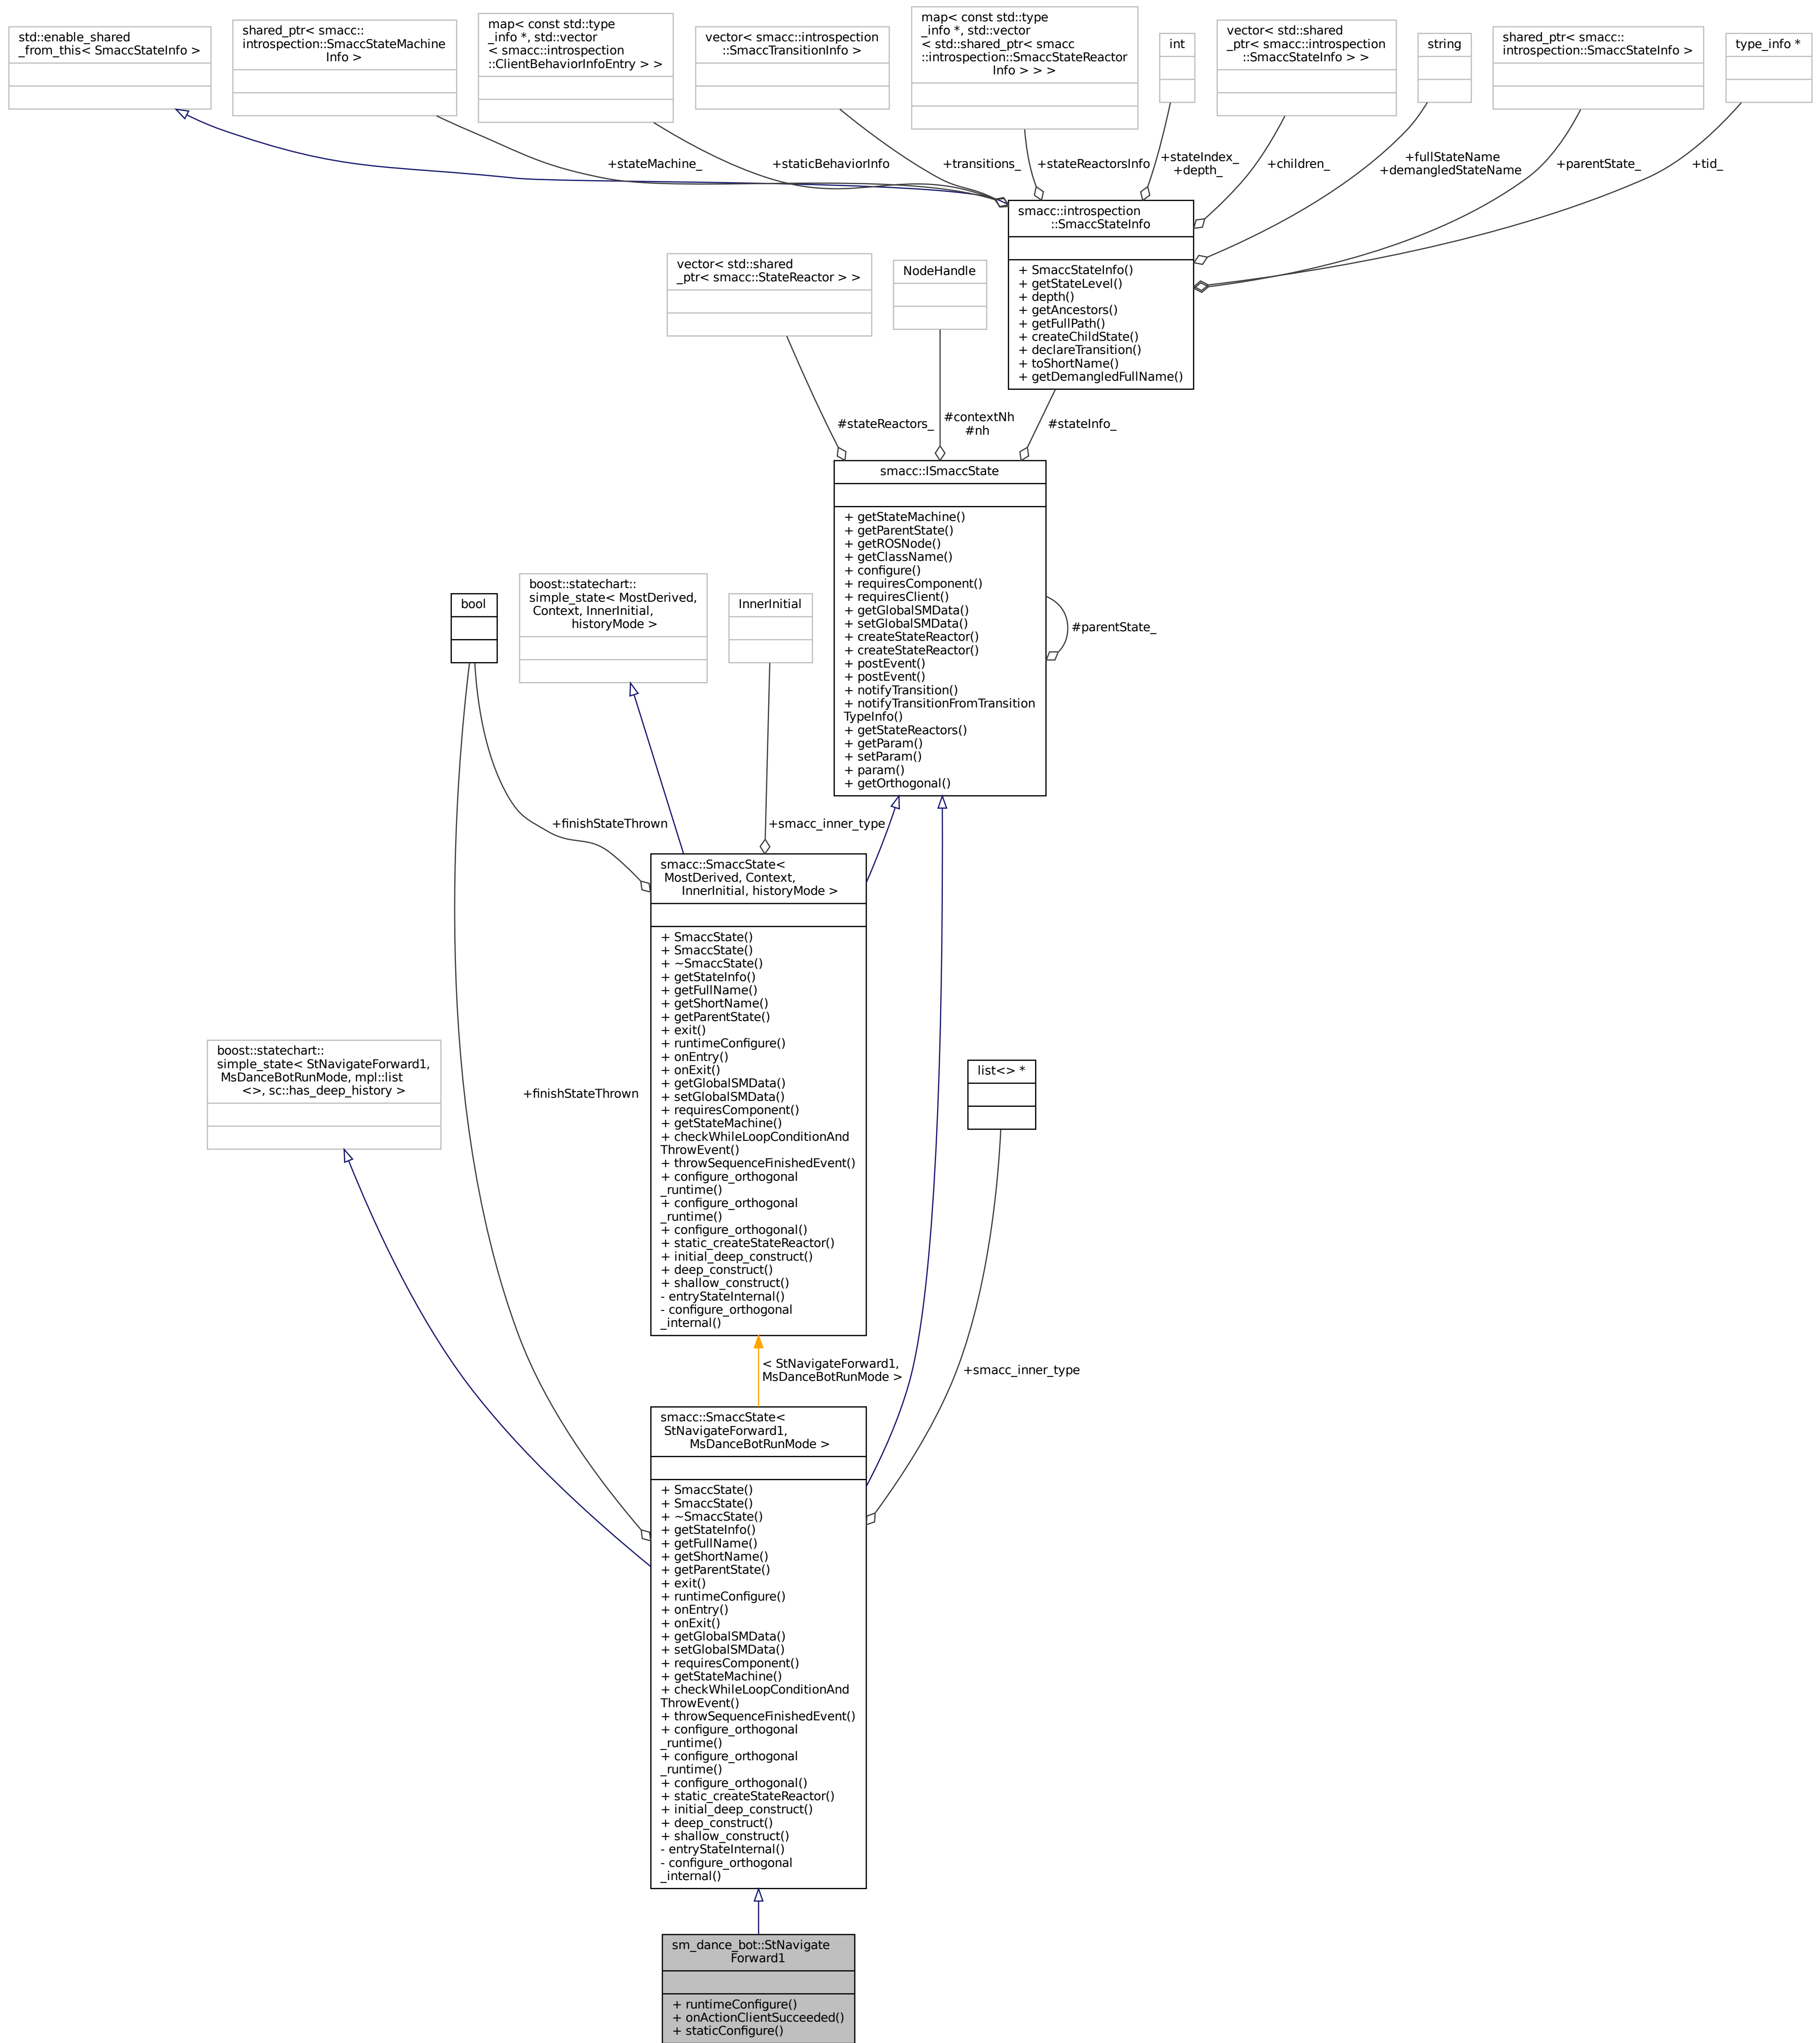 std::enable_shared
_from_this< SmaccStateInfo >
shared_ptr< smacc::
introspection::SmaccStateMachine
Info >
map< const std::type
_info *, std::vector
< smacc::introspection
::ClientBehaviorInfoEntry > >
vector< smacc::introspection
::SmaccTransitionInfo >
map< const std::type
_info *, std::vector
< std::shared_ptr< smacc
::introspection::SmaccStateReactor
Info > > >
int
vector< std::shared
_ptr< smacc::introspection
::SmaccStateInfo > >
string
shared_ptr< smacc::
introspection::SmaccStateInfo >
type_info *
+stateMachine_
+staticBehaviorInfo
+transitions_
+stateReactorsInfo
+stateIndex_
+depth_
+children_
+fullStateName
+demangledStateName
+parentState_
+tid_
smacc::introspection
::SmaccStateInfo
+ SmaccStateInfo()
+ getStateLevel()
+ depth()
+ getAncestors()
+ getFullPath()
+ createChildState()
+ declareTransition()
+ toShortName()
+ getDemangledFullName()
vector< std::shared
_ptr< smacc::StateReactor > >
NodeHandle
#stateReactors_
#contextNh
#nh
#stateInfo_
smacc::ISmaccState
+ getStateMachine()
+ getParentState()
+ getROSNode()
+ getClassName()
+ configure()
+ requiresComponent()
+ requiresClient()
+ getGlobalSMData()
+ setGlobalSMData()
+ createStateReactor()
+ createStateReactor()
+ postEvent()
+ postEvent()
+ notifyTransition()
+ notifyTransitionFromTransition
TypeInfo()
+ getStateReactors()
+ getParam()
+ setParam()
+ param()
+ getOrthogonal()
#parentState_
bool
boost::statechart::
simple_state< MostDerived,
Context, InnerInitial,
historyMode >
InnerInitial
+finishStateThrown
+smacc_inner_type
smacc::SmaccState<
MostDerived, Context,
InnerInitial, historyMode >
+ SmaccState()
+ SmaccState()
+ ~SmaccState()
+ getStateInfo()
+ getFullName()
+ getShortName()
+ getParentState()
+ exit()
+ runtimeConfigure()
+ onEntry()
+ onExit()
+ getGlobalSMData()
+ setGlobalSMData()
+ requiresComponent()
+ getStateMachine()
+ checkWhileLoopConditionAnd
ThrowEvent()
+ throwSequenceFinishedEvent()
+ configure_orthogonal
_runtime()
+ configure_orthogonal
_runtime()
+ configure_orthogonal()
+ static_createStateReactor()
+ initial_deep_construct()
+ deep_construct()
+ shallow_construct()
- entryStateInternal()
- configure_orthogonal
_internal()
boost::statechart::
simple_state< StNavigateForward1,
MsDanceBotRunMode, mpl::list
<>, sc::has_deep_history >
+finishStateThrown
list<> *
< StNavigateForward1,
MsDanceBotRunMode >
+smacc_inner_type
smacc::SmaccState<
StNavigateForward1,
MsDanceBotRunMode >
+ SmaccState()
+ SmaccState()
+ ~SmaccState()
+ getStateInfo()
+ getFullName()
+ getShortName()
+ getParentState()
+ exit()
+ runtimeConfigure()
+ onEntry()
+ onExit()
+ getGlobalSMData()
+ setGlobalSMData()
+ requiresComponent()
+ getStateMachine()
+ checkWhileLoopConditionAnd
ThrowEvent()
+ throwSequenceFinishedEvent()
+ configure_orthogonal
_runtime()
+ configure_orthogonal
_runtime()
+ configure_orthogonal()
+ static_createStateReactor()
+ initial_deep_construct()
+ deep_construct()
+ shallow_construct()
- entryStateInternal()
- configure_orthogonal
_internal()
sm_dance_bot::StNavigate
Forward1
+ runtimeConfigure()
+ onActionClientSucceeded()
+ staticConfigure()